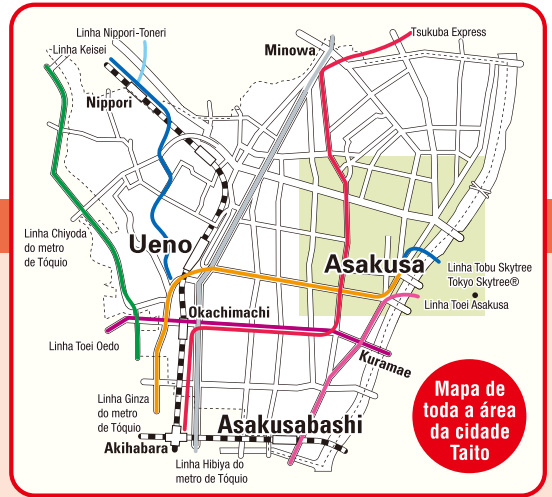 Linha Nippori-Toneri
Tsukuba Express
Linha Keisei
Minowa
Nippori
Linha Chiyoda
do metro
de Tóquio
Ueno
Asakusa
Linha Tobu Skytree
Tokyo Skytree®
Linha Toei Asakusa
Okachimachi
Linha Toei Oedo
Kuramae
Linha Ginza
do metro
de Tóquio
Mapa de
toda a área
da cidade
Taito
Asakusabashi
Akihabara
Linha Hibiya do
metro de Tóquio